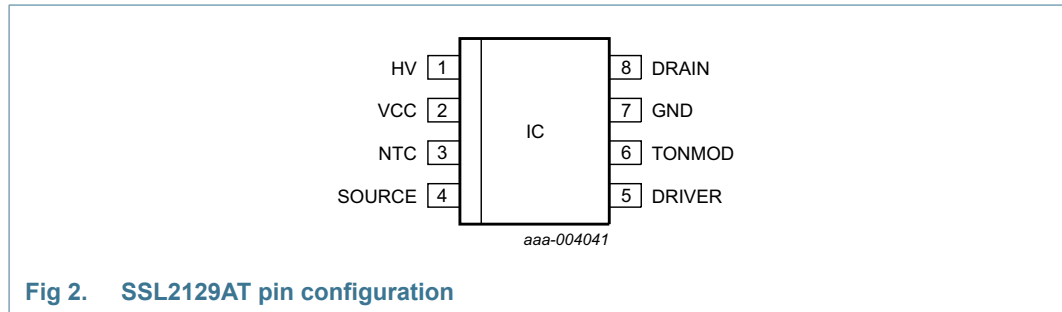 HV 1 8 DRAIN
VCC 2 7 GND
IC
NTC 3 6 TONMOD
SOURCE 4 5 DRIVER
aaa-004041
Fig 2. SSL2129AT pin configuration